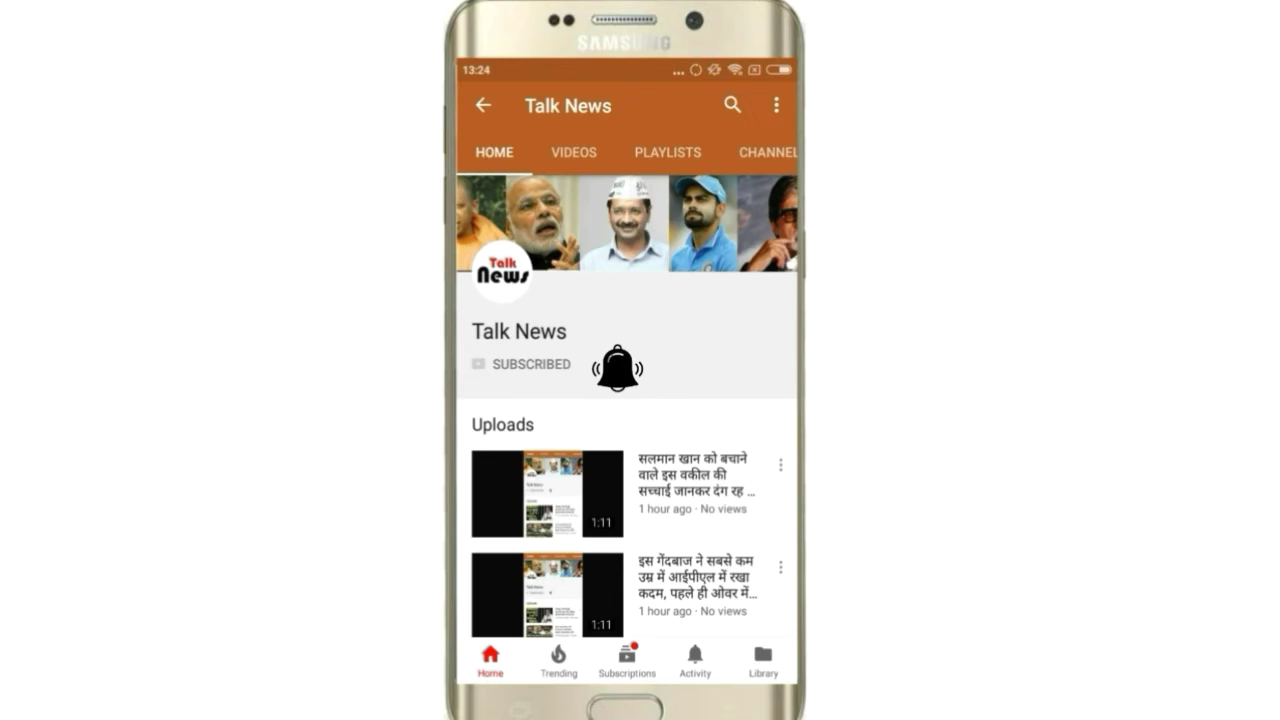 SAMSUNG
13:24
Talk News
HOME VIDEOS PLAYLISTS CHANNEL
Talk
News
Talk News
SUBSCRIBED
Uploads
सलमान खान को बचाने
वाले इस वकील की
सच्चाई जानकर दंग रह ...
1 hour ago · No views
1:11
इस गेंदबाज ने सबसे कम
उम्र में आईपीएल में रखा
कदम, पहले ही ओवर में...
1 hour ago · No views
1:11
Home Trending Subscriptions Activity Library